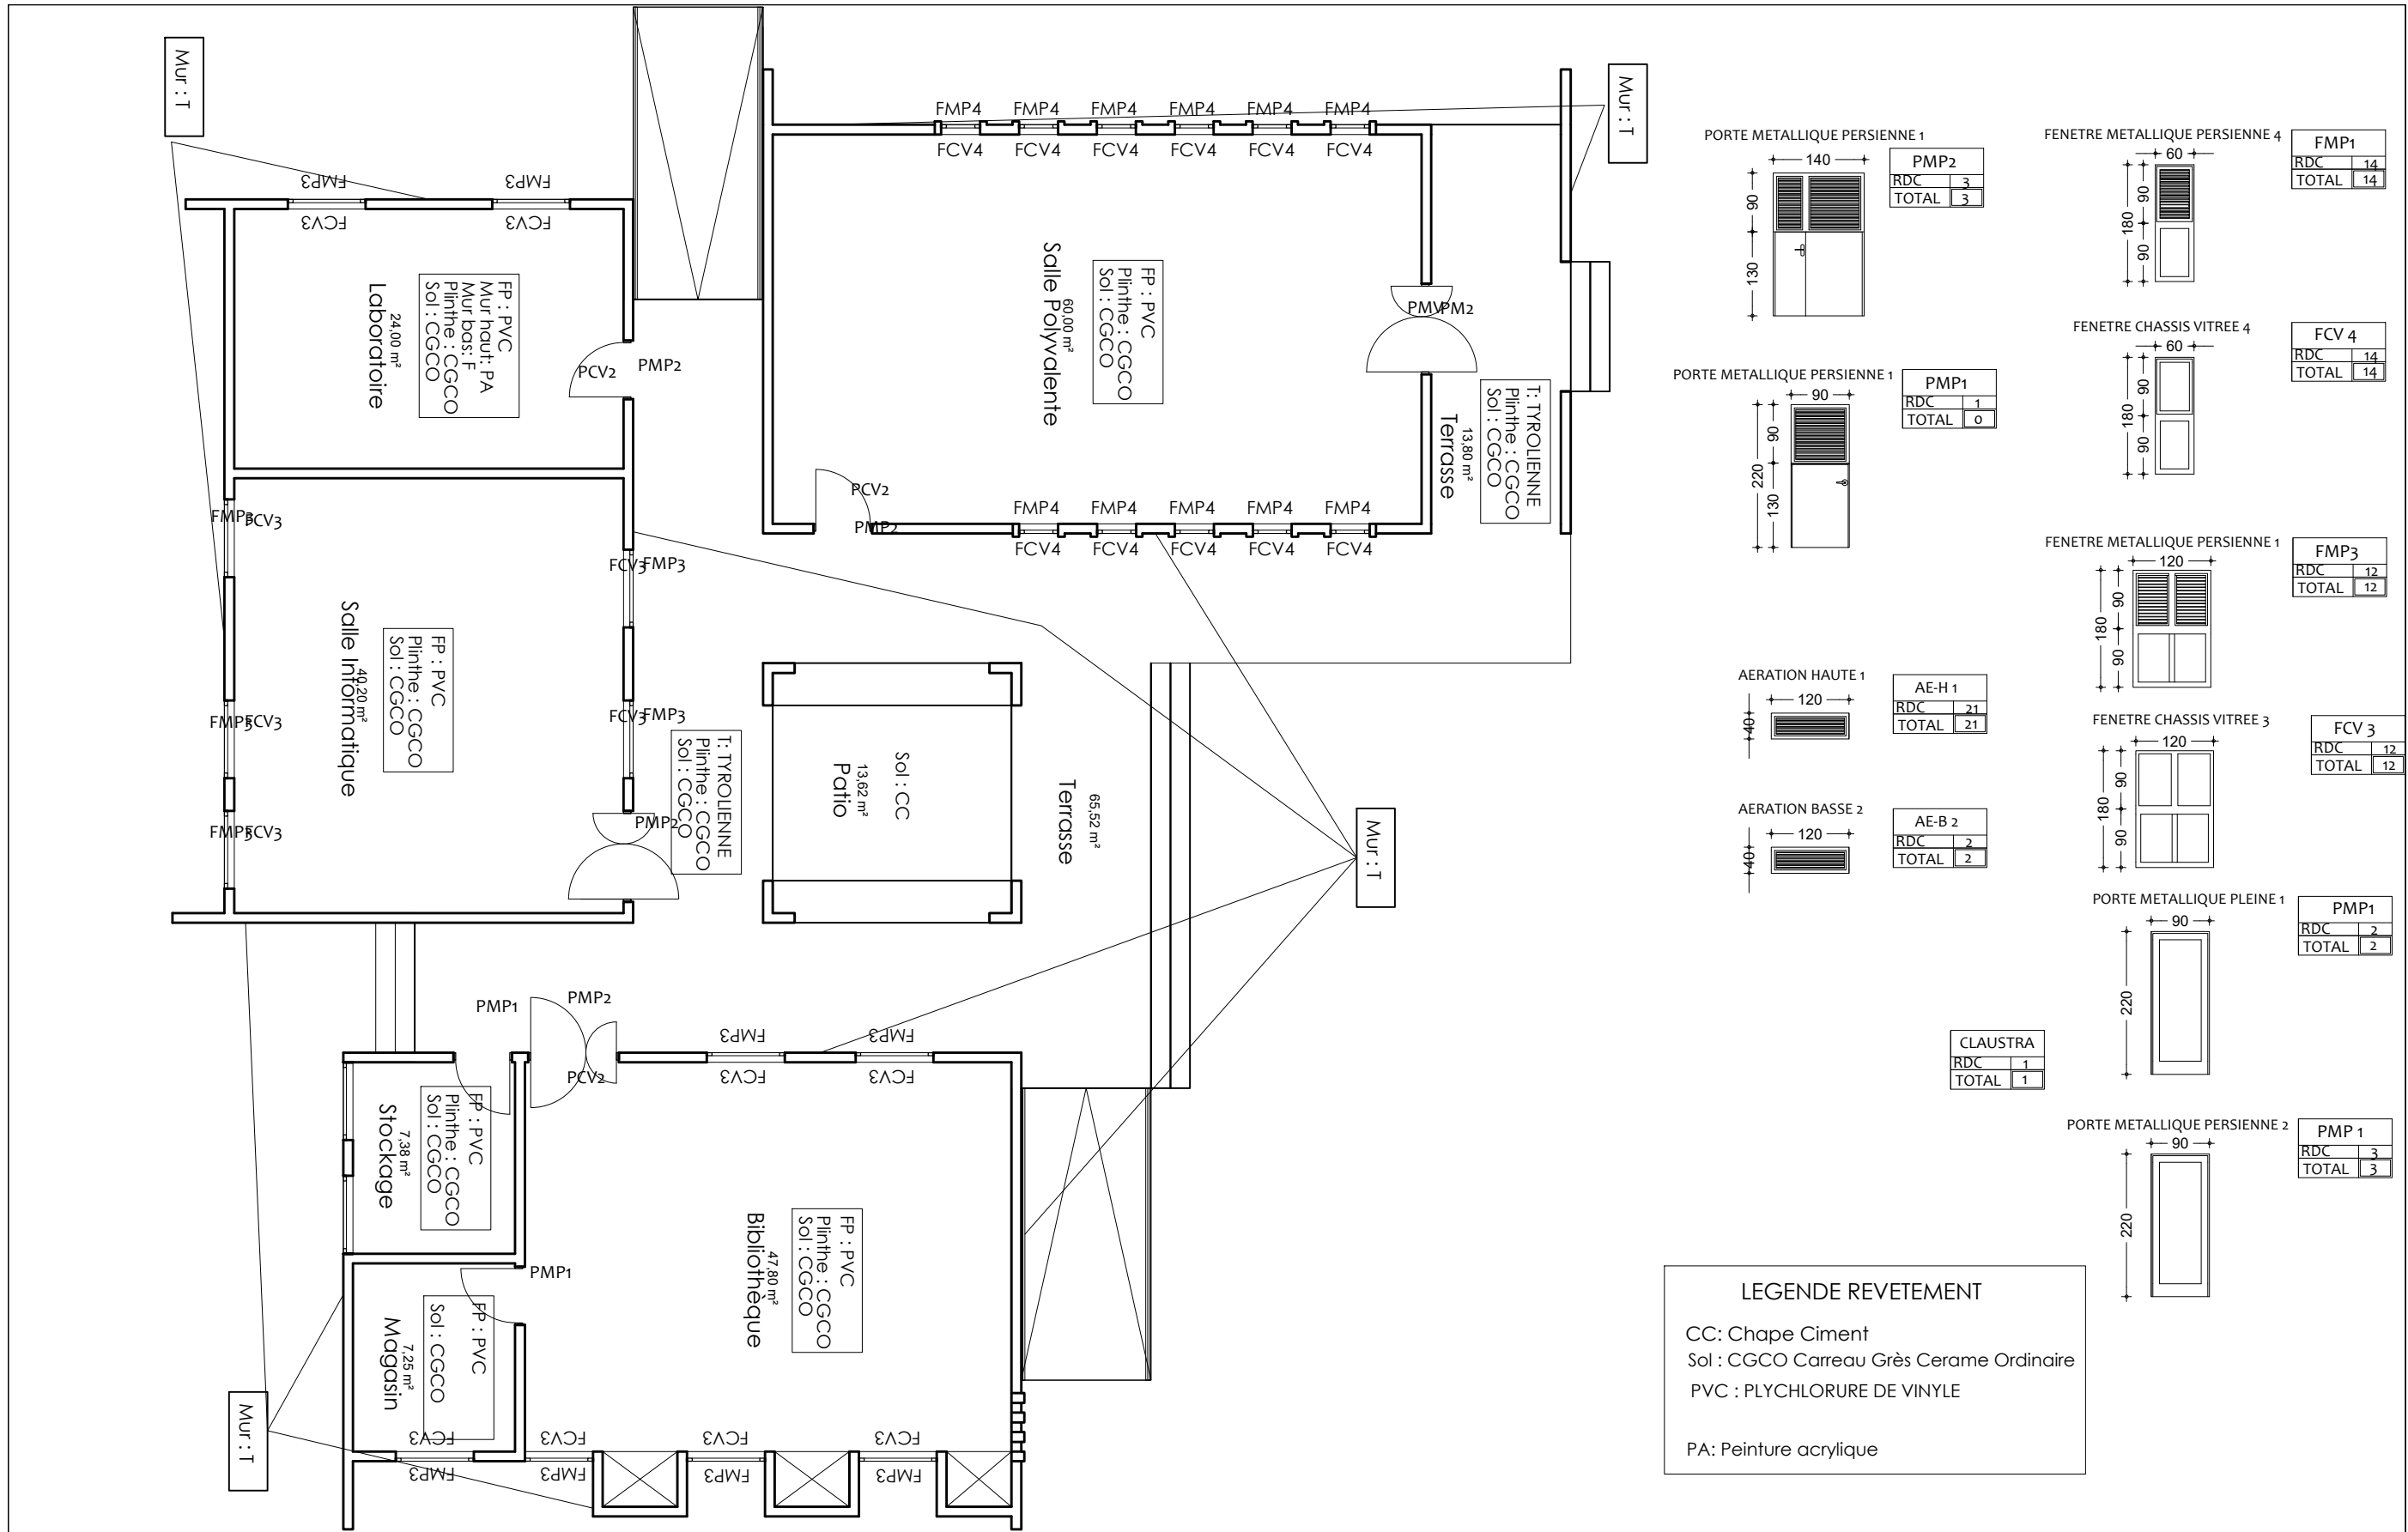 Mur : T
FMP3
FMP3
FCV3
FCV3
FP : PVC
Mur haut: PA
Mur bas: F
Plinthe : CGCO
Sol : CGCO
24,00 m²
Laboratoire
PCV2
PMP2
FMP4 FMP4 FMP4 FMP4 FMP4 FMP4
FCV4 FCV4 FCV4 FCV4 FCV4 FCV4
FP : PVC
Plinthe : CGCO
Sol : CGCO
60,00 m²
Salle Polyvalente
PCV2
PMP2
FMP4 FMP4 FMP4 FMP4 FMP4
FCV4 FCV4 FCV4 FCV4 FCV4
PMV
PM2
Mur : T
T: TYROLIENNE
Plinthe : CGCO
Sol : CGCO
13,80 m²
Terrasse
FMP3
FCV3
FCV3
FMP3
FP : PVC
Plinthe : CGCO
Sol : CGCO
40,20 m²
Salle Informatique
FMP3
FCV3
FCV3
FMP3
FMP3
FCV3
PMP2
T: TYROLIENNE
Plinthe : CGCO
Sol : CGCO
Sol : CC
13,62 m²
Patio
65,52 m²
Terrasse
Mur : T
PMP1
PMP2
PCV2
FMP3
FMP3
FCV3
FCV3
FP : PVC
Plinthe : CGCO
Sol : CGCO
7,38 m²
Stockage
PMP1
FP : PVC
Sol : CGCO
7,25 m²
Magasin
FP : PVC
Plinthe : CGCO
Sol : CGCO
47,80 m²
Bibliothèque
FCV3
FCV3
FCV3
FCV3
FMP3
FMP3
FMP3
FMP3
Mur : T
PORTE METALLIQUE PERSIENNE 1
140
90
130
PMP2
RDC 3
TOTAL 3
PORTE METALLIQUE PERSIENNE 1
90
220
90
130
PMP1
RDC 1
TOTAL 0
AERATION HAUTE 1
120
40
AE-H 1
RDC 21
TOTAL 21
AERATION BASSE 2
120
40
AE-B 2
RDC 2
TOTAL 2
CLAUSTRA
RDC 1
TOTAL 1
FENETRE METALLIQUE PERSIENNE 4
60
180
90
90
FMP1
RDC 14
TOTAL 14
FENETRE CHASSIS VITREE 4
60
180
90
90
FCV 4
RDC 14
TOTAL 14
FENETRE METALLIQUE PERSIENNE 1
120
180
90
90
FMP3
RDC 12
TOTAL 12
FENETRE CHASSIS VITREE 3
120
180
90
90
FCV 3
RDC 12
TOTAL 12
PORTE METALLIQUE PLEINE 1
90
220
PMP1
RDC 2
TOTAL 2
PORTE METALLIQUE PERSIENNE 2
90
220
PMP 1
RDC 3
TOTAL 3
LEGENDE REVETEMENT
CC: Chape Ciment
Sol : CGCO Carreau Grès Cerame Ordinaire
PVC : PLYCHLORURE DE VINYLE
PA: Peinture acrylique